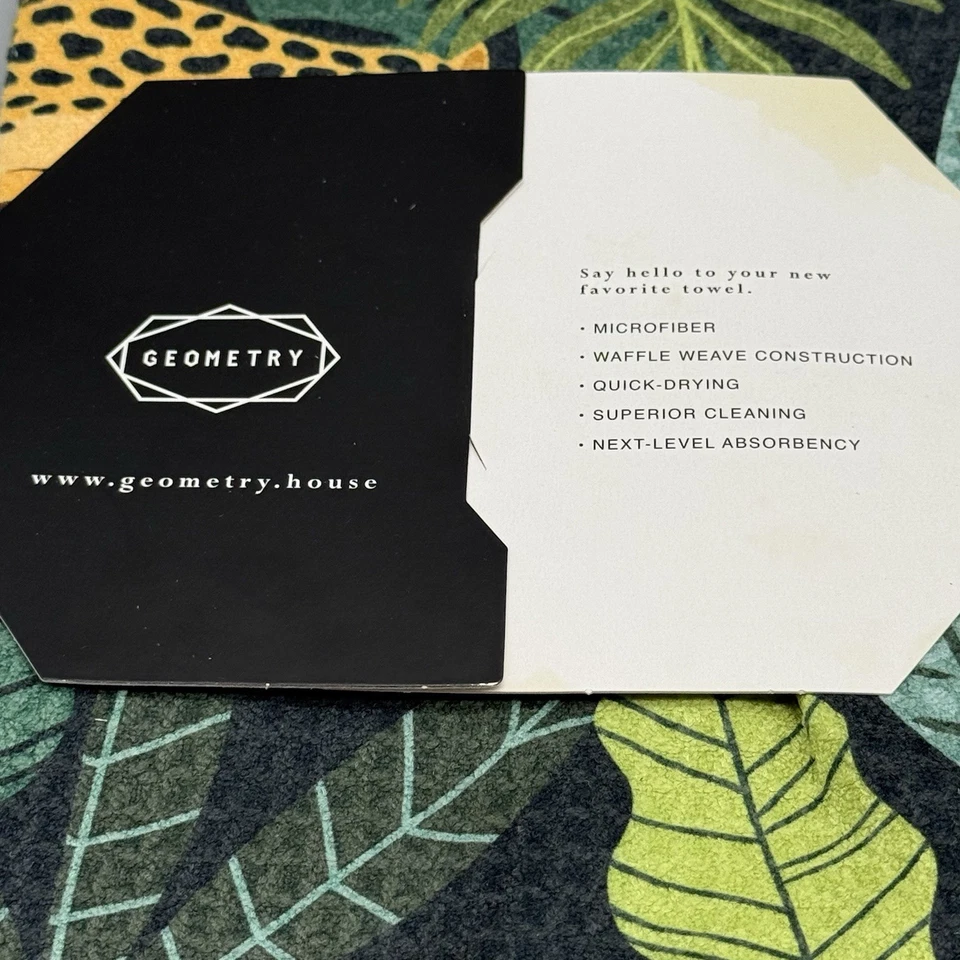 GEOMETRY
www.geometry.house
Say hello to your new
favorite towel.
· MICROFIBER
· WAFFLE WEAVE CONSTRUCTION
· QUICK-DRYING
· SUPERIOR CLEANING
· NEXT-LEVEL ABSORBENCY